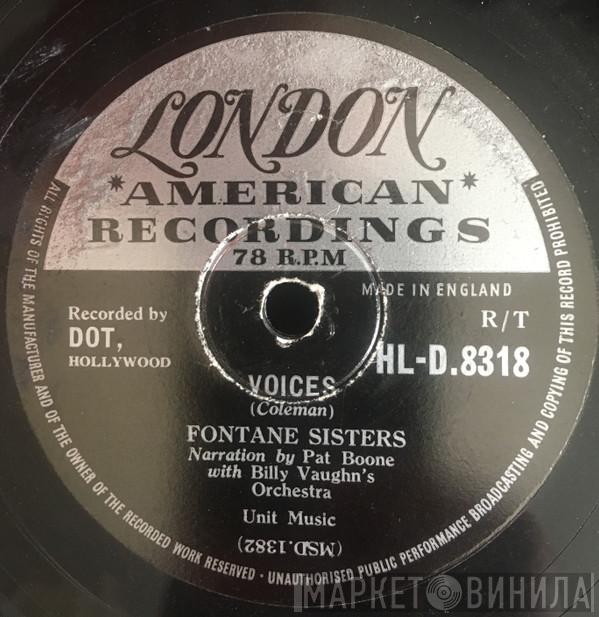 LONDON
*AMERICAN*
RECORDINGS
78 R.P.M
MADE IN ENGLAND
Recorded by
DOT,
HOLLYWOOD
R/T
HL-D.8318
VOICES
(Coleman)
FONTANE SISTERS
Narration by Pat Boone
with Billy Vaughn's
Orchestra
Unit Music
(MSD.1382)
ALL RIGHTS OF THE MANUFACTURER AND OF THE OWNER OF THE RECORDED WORK RESERVED · UNAUTHORISED PUBLIC PERFORMANCE BROADCASTING AND COPYING OF THIS RECORD PROHIBITED
МАРКЕТ ВИНИЛА